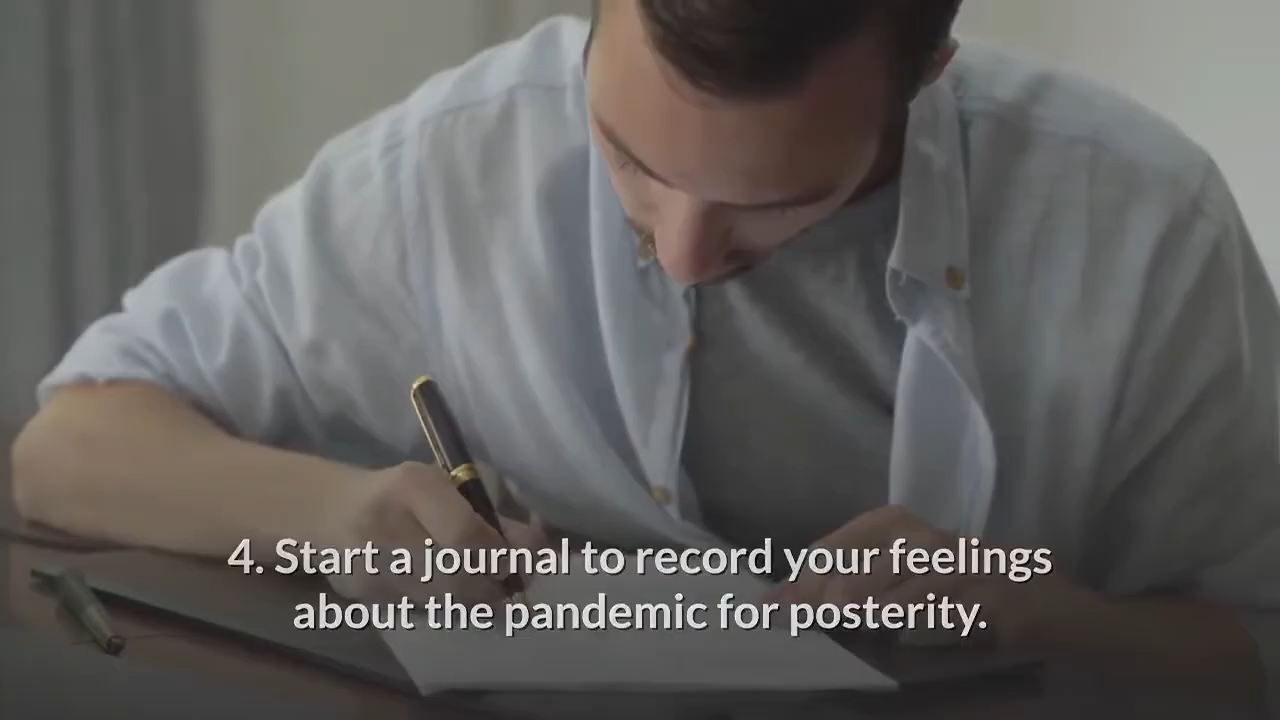 4. Start a journal to record your feelings
about the pandemic for posterity.